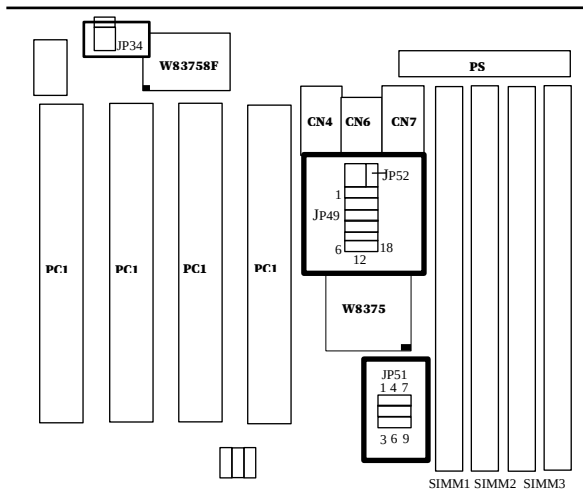 JP34
W83758F
PS
CN4 CN6 CN7
JP52
1
JP49
6 18
12
PC1 PC1 PC1 PC1
W8375
JP51
1 4 7
3 6 9
SIMM1 SIMM2 SIMM3